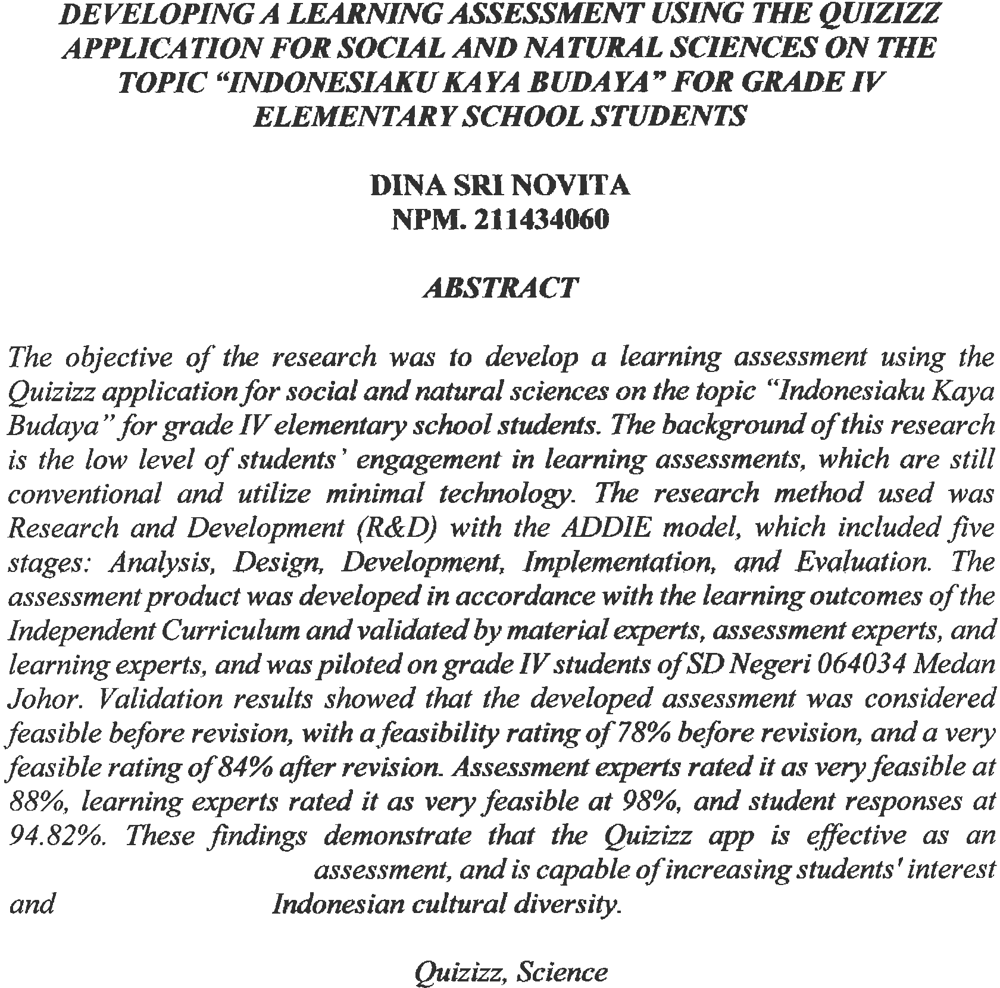 DEVELOPING A LEARNING ASSESSMENT USING THE QUIZIZZ
APPLICATION FOR SOCIAL AND NATURAL SCIENCES ON THE
TOPIC “INDONESIAKU KAYA BUDAYA” FOR GRADE IV
ELEMENTARY SCHOOL STUDENTS
DINA SRI NOVITA
NPM. 211434060
ABSTRACT
The objective of the research was to develop a learning assessment using the
Quizizz application for social and natural sciences on the topic “Indonesiaku Kaya
Budaya” for grade IV elementary school students. The background of this research
is the low level of students’ engagement in learning assessments, which are still
conventional and utilize minimal technology. The research method used was
Research and Development (R&D) with the ADDIE model, which included five
stages: Analysis, Design, Development, Implementation, and Evaluation. The
assessment product was developed in accordance with the learning outcomes of the
Independent Curriculum and validated by material experts, assessment experts, and
learning experts, and was piloted on grade IV students of SD Negeri 064034 Medan
Johor. Validation results showed that the developed assessment was considered
feasible before revision, with a feasibility rating of 78% before revision, and a very
feasible rating of 84% after revision. Assessment experts rated it as very feasible at
88%, learning experts rated it as very feasible at 98%, and student responses at
94.82%. These findings demonstrate that the Quizizz app is effective as an
assessment, and is capable of increasing students' interest
and Indonesian cultural diversity.
Quizizz, Science